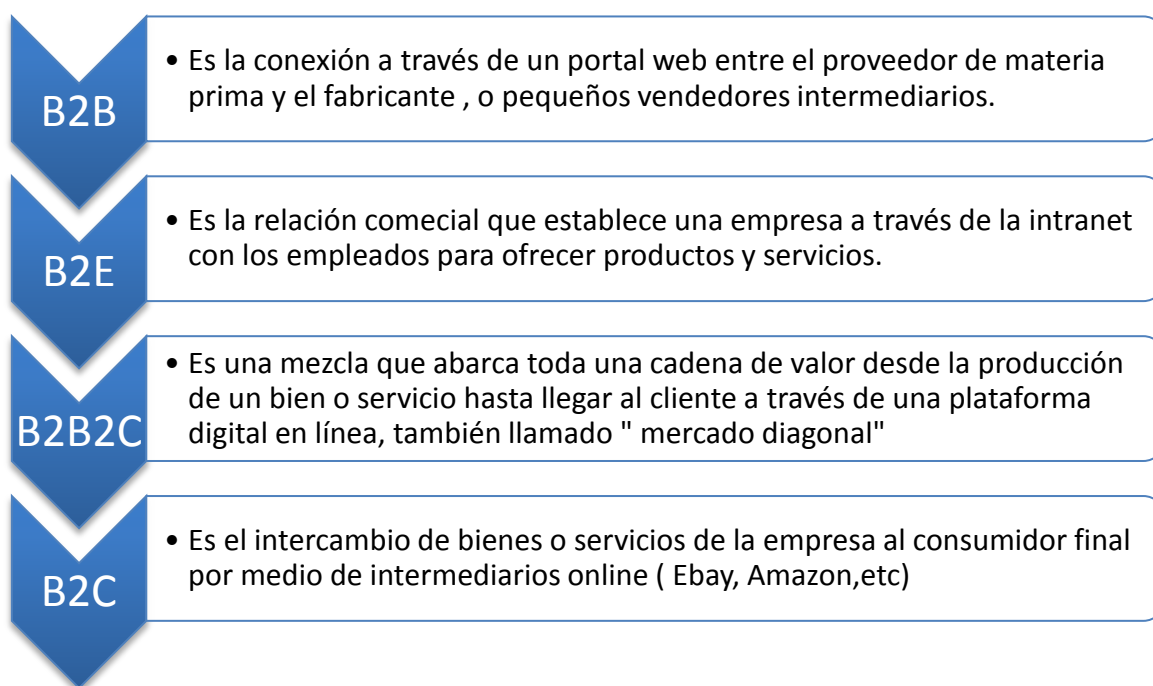 B2B
• Es la conexión a través de un portal web entre el proveedor de materia
prima y el fabricante , o pequeños vendedores intermediarios.
B2E
• Es la relación comecial que establece una empresa a través de la intranet
con los empleados para ofrecer productos y servicios.
B2B2C
• Es una mezcla que abarca toda una cadena de valor desde la producción
de un bien o servicio hasta llegar al cliente a través de una plataforma
digital en línea, también llamado " mercado diagonal"
B2C
• Es el intercambio de bienes o servicios de la empresa al consumidor final
por medio de intermediarios online ( Ebay, Amazon,etc)